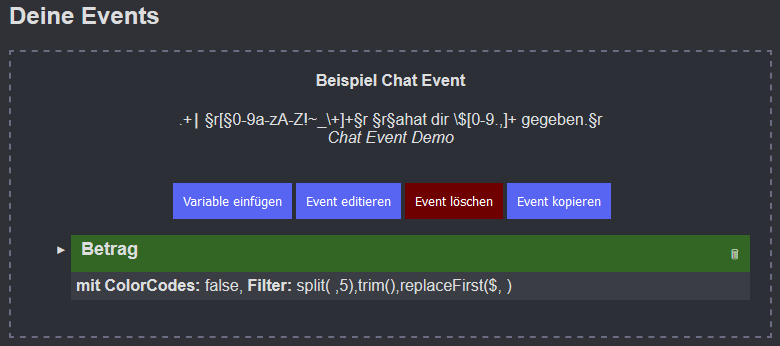 Deine Events
Beispiel Chat Event
.+| §r[§0-9a-zA-Z!~_\+]+§r §r§ahat dir \$[0-9.,]+ gegeben.§r
Chat Event Demo
Variable einfügen
Event editieren
Event löschen
Event kopieren
Betrag
mit ColorCodes: false, Filter: split( ,5),trim(),replaceFirst($, )